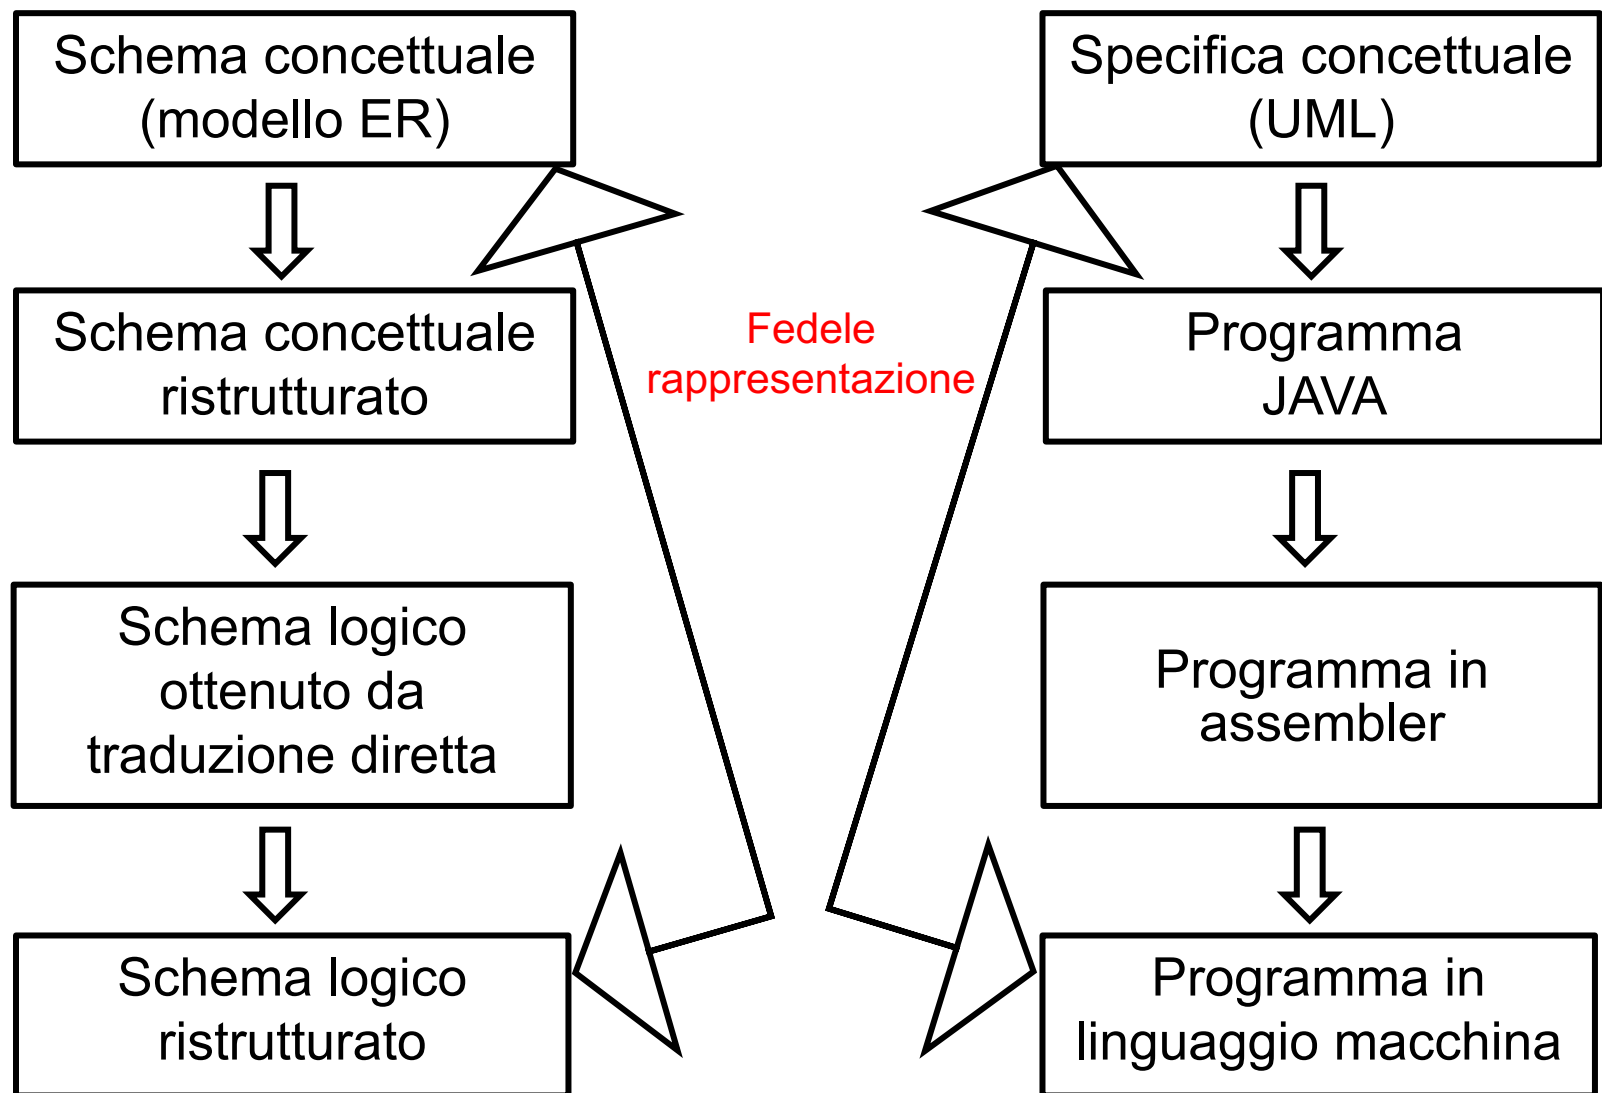 Schema concettuale
(modello ER)
Schema concettuale
ristrutturato
Schema logico
ottenuto da
traduzione diretta
Schema logico
ristrutturato
Fedele
rappresentazione
Specifica concettuale
(UML)
Programma
JAVA
Programma in
assembler
Programma in
linguaggio macchina